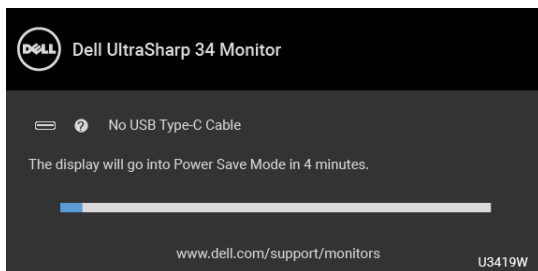 DELL
Dell UltraSharp 34 Monitor
? No USB Type-C Cable
The display will go into Power Save Mode in 4 minutes.
www.dell.com/support/monitors
U3419W